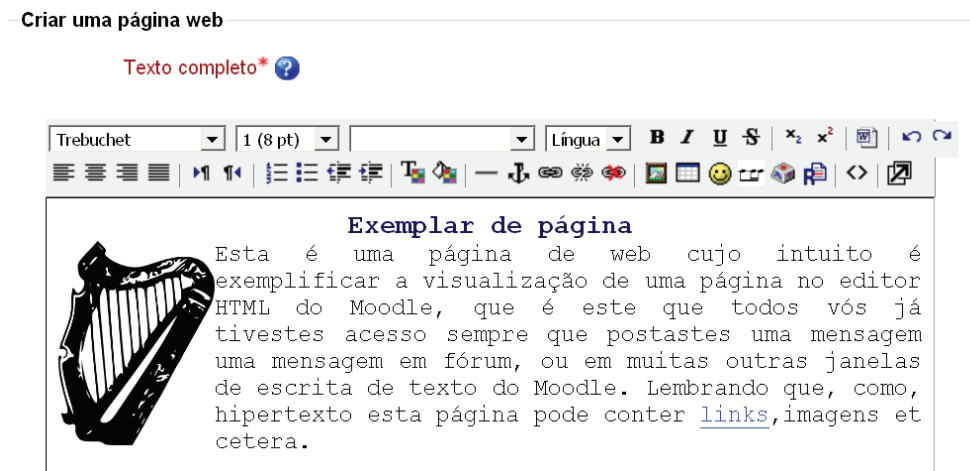 Criar uma página web
Texto completo*
Trebuchet 1 (8 pt) Língua B I U S x₂ x²
Exemplar de página
Esta é uma página de web cujo intuito é
exemplificar a visualização de uma página no editor
HTML do Moodle, que é este que todos vós já
tivestes acesso sempre que postastes uma mensagem
uma mensagem em fórum, ou em muitas outras janelas
de escrita de texto do Moodle. Lembrando que, como,
hipertexto esta página pode conter links,imagens et
cetera.